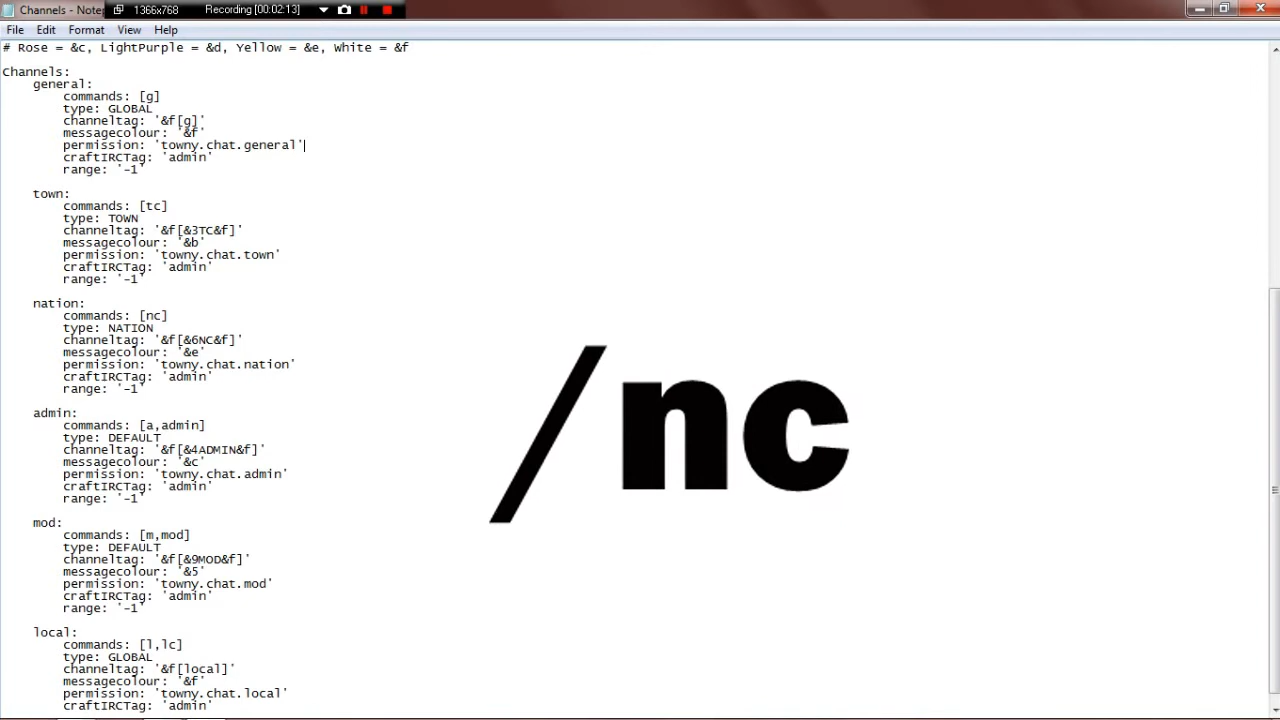 Channels - Note
1366x768
Recording [00:02:13]
File Edit Format View Help
# Rose = &c, LightPurple = &d, Yellow = &e, White = &f
Channels:
general:
commands: [g]
type: GLOBAL
channeltag: '&f[g]'
messagecolour: '&f'
permission: 'towny.chat.general'
craftIRCTag: 'admin'
range: '-1'
town:
commands: [tc]
type: TOWN
channeltag: '&f[&3TC&f]'
messagecolour: '&b'
permission: 'towny.chat.town'
craftIRCTag: 'admin'
range: '-1'
nation:
commands: [nc]
type: NATION
channeltag: '&f[&6NC&f]'
messagecolour: '&e'
permission: 'towny.chat.nation'
craftIRCTag: 'admin'
range: '-1'
admin:
commands: [a,admin]
type: DEFAULT
channeltag: '&f[&4ADMIN&f]'
messagecolour: '&c'
permission: 'towny.chat.admin'
craftIRCTag: 'admin'
range: '-1'
mod:
commands: [m,mod]
type: DEFAULT
channeltag: '&f[&9MOD&f]'
messagecolour: '&5'
permission: 'towny.chat.mod'
craftIRCTag: 'admin'
range: '-1'
local:
commands: [l,lc]
type: GLOBAL
channeltag: '&f[local]'
messagecolour: '&f'
permission: 'towny.chat.local'
craftIRCTag: 'admin'
/nc